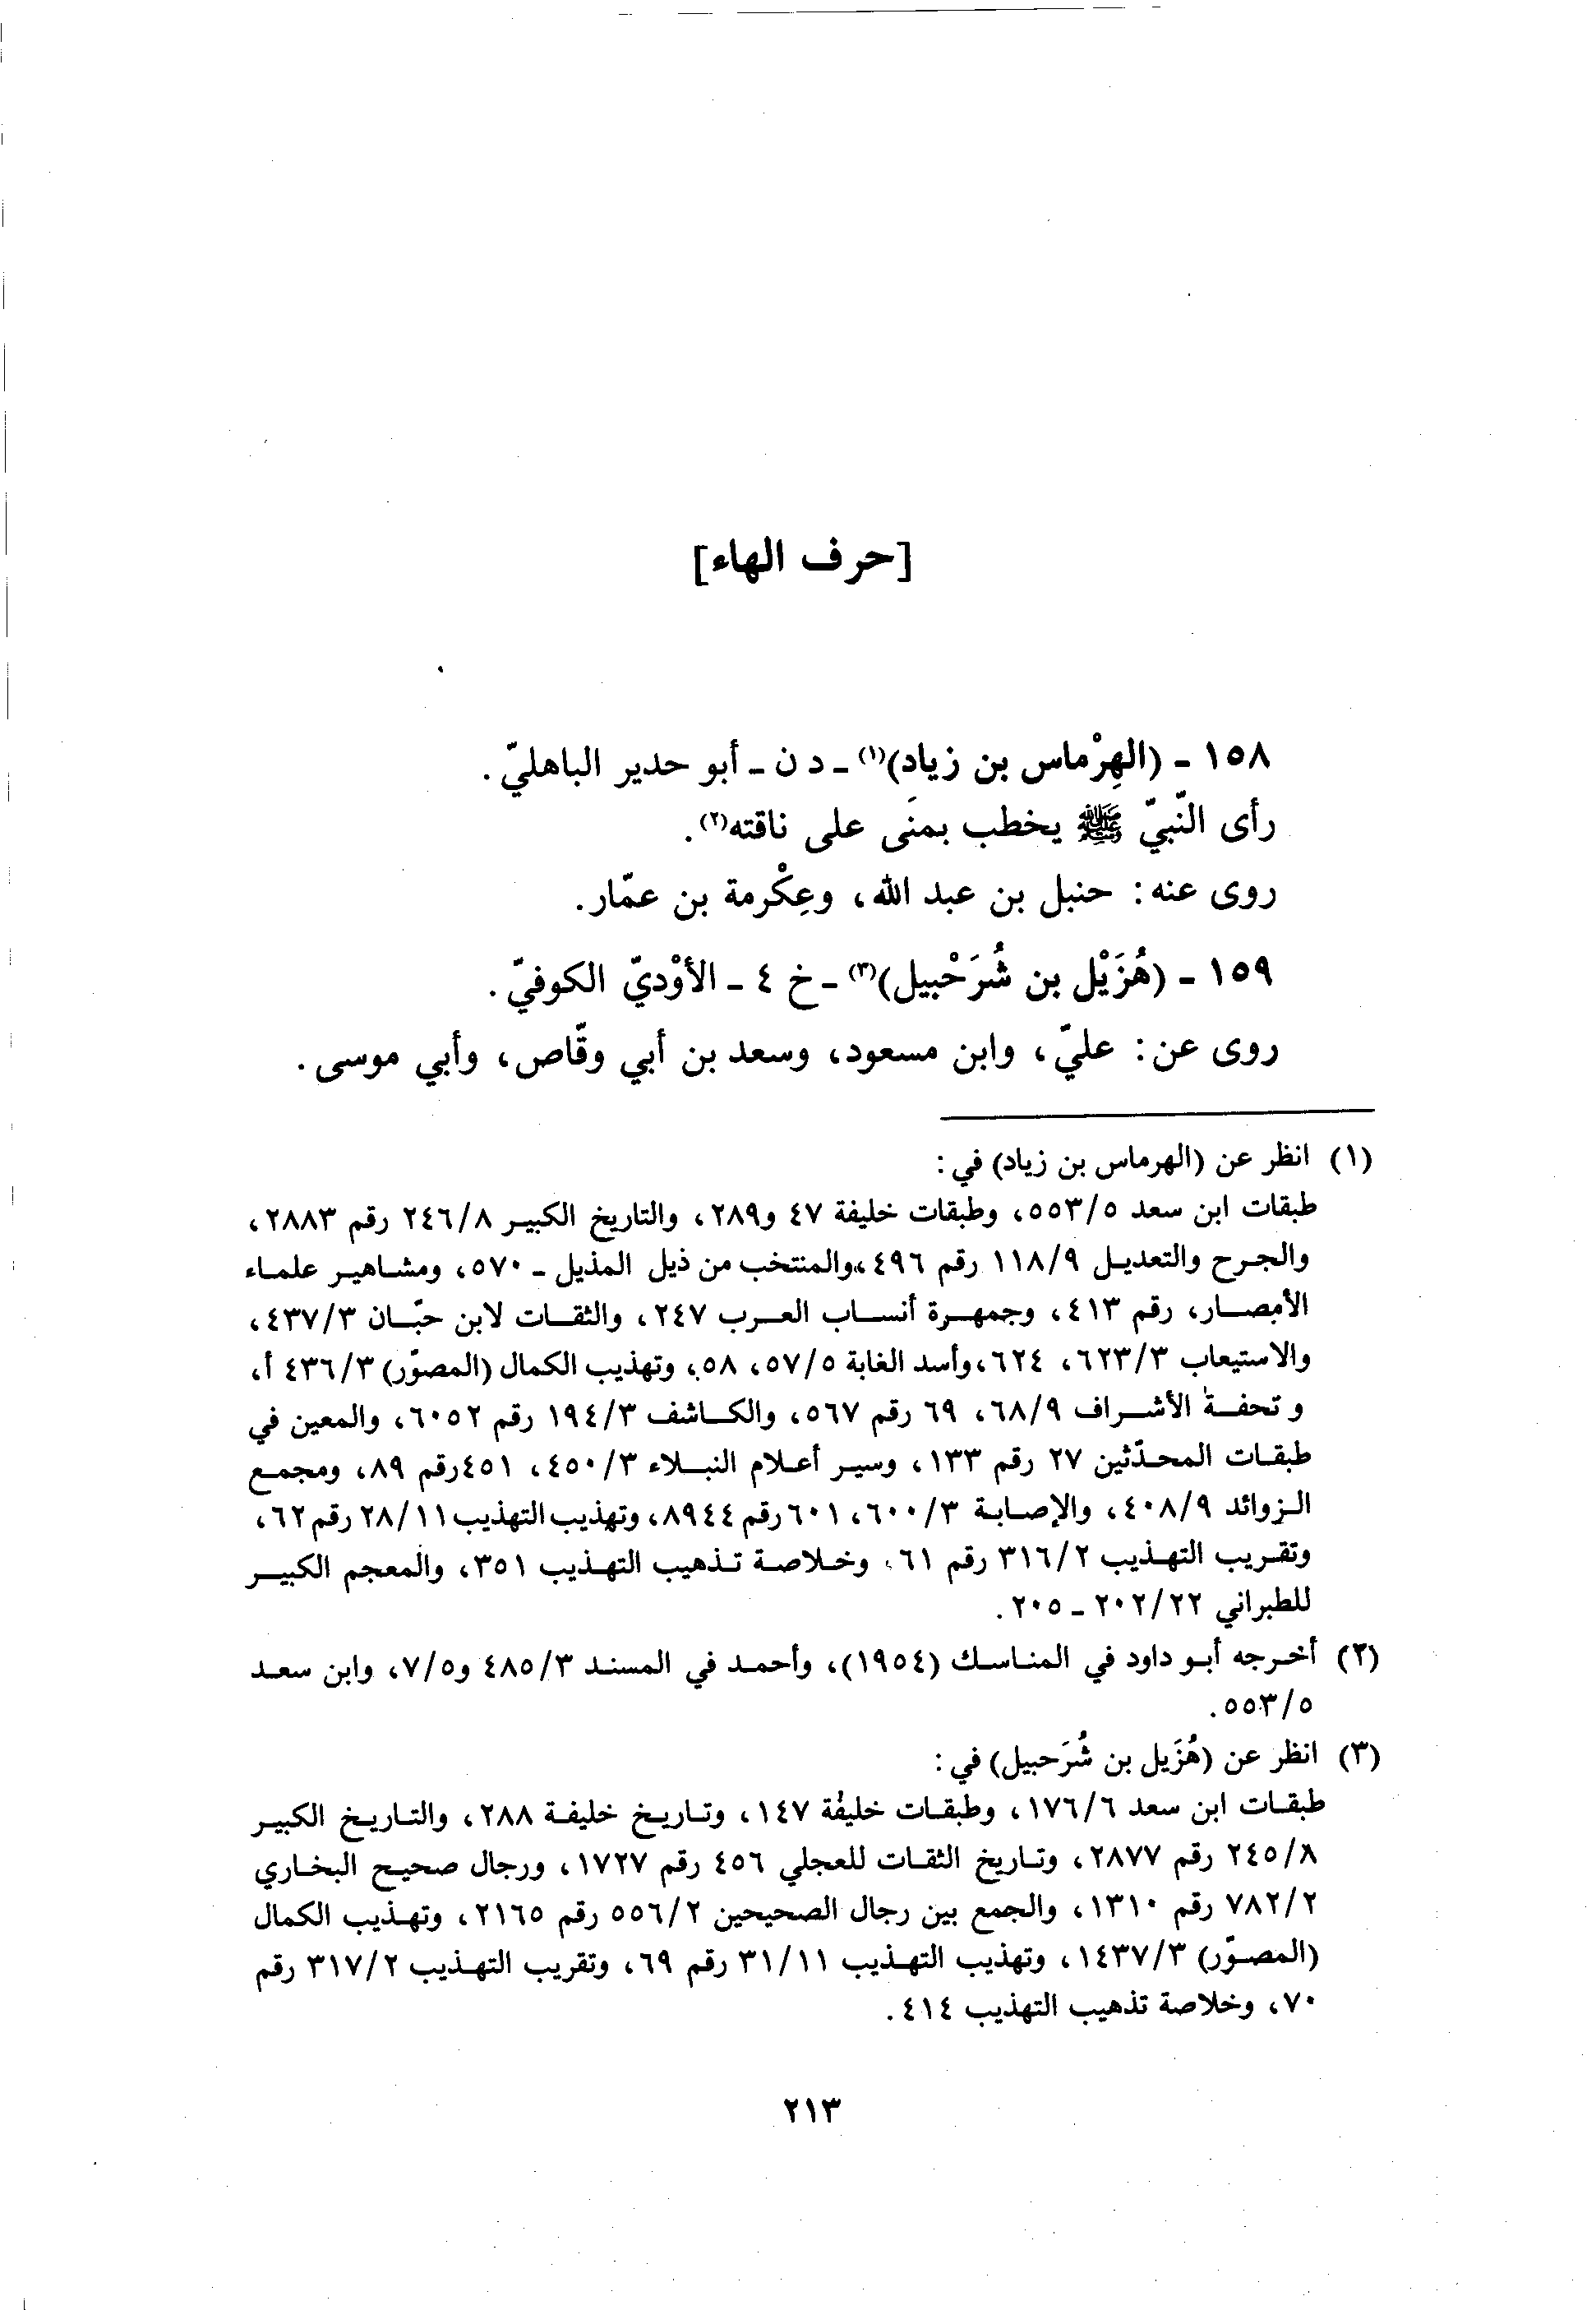 [حرف الهاء]
١٥٨ - (الهِرْماس بن زياد)(١) - د ن - أبو حدير الباهليّ.
رأى النّبيّ ﷺ يخطب بمنَى على ناقته(٢).
روى عنه: حنبل بن عبد الله، وعِكْرمة بن عمّار.
١٥٩ - (هُزَيْل بن شُرَحْبيل)(٣) - خ ٤ - الأوْديّ الكوفيّ.
روى عن: عليّ، وابن مسعود، وسعد بن أبي وقّاص، وأبي موسى.
(١) انظر عن (الهرماس بن زياد) في:
طبقات ابن سعد ٥/٥٥٣، وطبقات خليفة ٤٧ و٢٨٩، والتاريخ الكبير ٨/٢٤٦ رقم ٢٨٨٣،
والجرح والتعديل ٩/١١٨ رقم ٤٩٦، والمنتخب من ذيل المذيل - ٥٧٠، ومشاهير علماء
الأمصار، رقم ٤١٣، وجمهرة أنساب العرب ٢٤٧، والثقات لابن حبّان ٣/٤٣٧،
والاستيعاب ٣/٦٢٣، ٦٢٤، وأسد الغابة ٥/٥٧، ٥٨، وتهذيب الكمال (المصوّر) ٣/٤٣٦ أ،
و تحفة الأشراف ٩/٦٨، ٦٩ رقم ٥٦٧، والكاشف ٣/١٩٤ رقم ٦٠٥٢، والمعين في
طبقات المحدّثين ٢٧ رقم ١٣٣، وسير أعلام النبلاء ٣/٤٥٠، ٤٥١ رقم ٨٩، ومجمع
الزوائد ٩/٤٠٨، والإصابة ٣/٦٠٠، ٦٠١ رقم ٨٩٤٤، وتهذيب التهذيب ١١/٢٨ رقم ٦٢،
وتقريب التهذيب ٢/٣١٦ رقم ٦١، وخلاصة تذهيب التهذيب ٣٥١، والمعجم الكبير
للطبراني ٢٢/٢٠٢ - ٢٠٥.
(٢) أخرجه أبو داود في المناسك (١٩٥٤)، وأحمد في المسند ٣/٤٨٥ و٥/٧، وابن سعد
٥/٥٥٣.
(٣) انظر عن (هُزَيل بن شُرَحبيل) في:
طبقات ابن سعد ٦/١٧٦، وطبقات خليفة ١٤٧، وتاريخ خليفة ٢٨٨، والتاريخ الكبير
٨/٢٤٥ رقم ٢٨٧٧، وتاريخ الثقات للعجلي ٤٥٦ رقم ١٧٢٧، ورجال صحيح البخاري
٢/٧٨٢ رقم ١٣١٠، والجمع بين رجال الصحيحين ٢/٥٥٦ رقم ٢١٦٥، وتهذيب الكمال
(المصوّر) ٣/١٤٣٧، وتهذيب التهذيب ١١/٣١ رقم ٦٩، وتقريب التهذيب ٢/٣١٧ رقم
٧٠، وخلاصة تذهيب التهذيب ٤١٤.
٢١٣